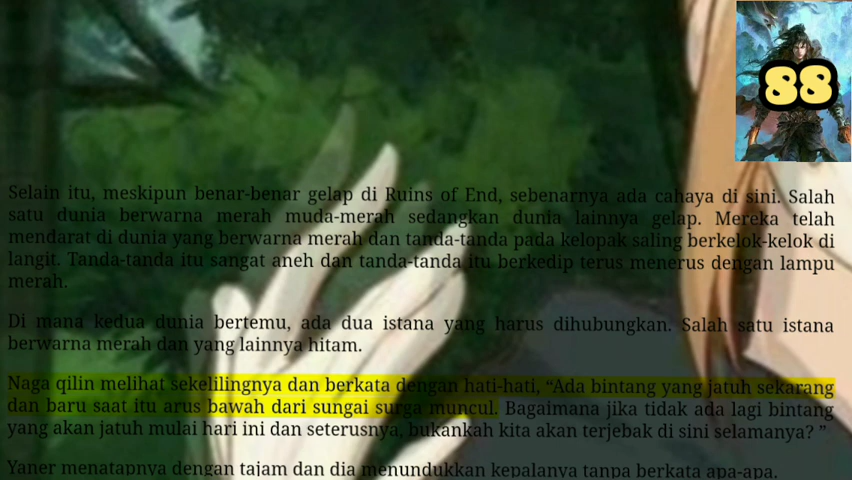 88
Selain itu, meskipun benar-benar gelap di Ruins of End, sebenarnya ada cahaya di sini. Salah
satu dunia berwarna merah muda-merah sedangkan dunia lainnya gelap. Mereka telah
mendarat di dunia yang berwarna merah dan tanda-tanda pada kelopak saling berkelok-kelok di
langit. Tanda-tanda itu sangat aneh dan tanda-tanda itu berkedip terus menerus dengan lampu
merah.
Di mana kedua dunia bertemu, ada dua istana yang harus dihubungkan. Salah satu istana
berwarna merah dan yang lainnya hitam.
Naga qilin melihat sekelilingnya dan berkata dengan hati-hati, “Ada bintang yang jatuh sekarang
dan baru saat itu arus bawah dari sungai surga muncul. Bagaimana jika tidak ada lagi bintang
yang akan jatuh mulai hari ini dan seterusnya, bukankah kita akan terjebak di sini selamanya? ”
Yaner menatapnya dengan tajam dan dia menundukkan kepalanya tanpa berkata apa-apa.